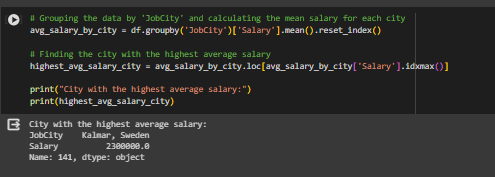 # Grouping the data by 'JobCity' and calculating the mean salary for each city
avg_salary_by_city = df.groupby('JobCity')['Salary'].mean().reset_index()
# Finding the city with the highest average salary
highest_avg_salary_city = avg_salary_by_city.loc[avg_salary_by_city['Salary'].idxmax()]
print("City with the highest average salary:")
print(highest_avg_salary_city)
City with the highest average salary:
JobCity    Kalmar, Sweden
Salary          2300000.0
Name: 141, dtype: object